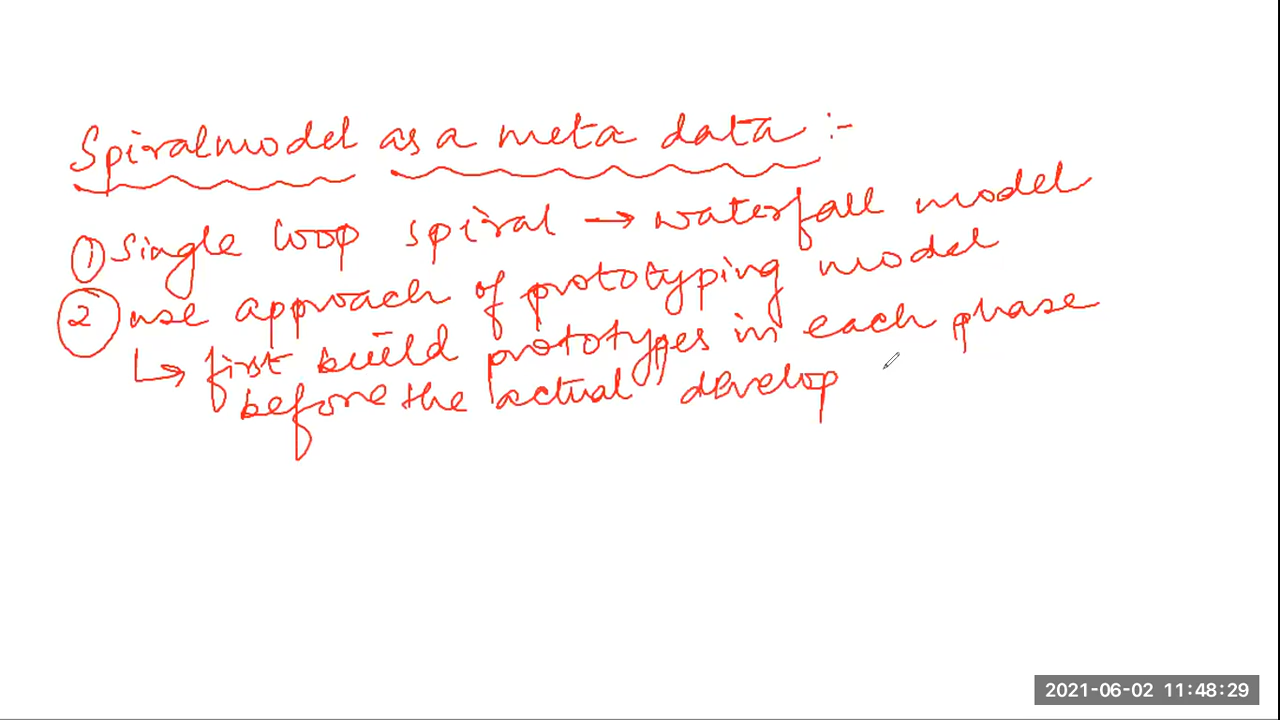 Spiralmodel as a meta data :-
① Single loop spiral → waterfall model
② use approach of prototyping model
↳ first build prototypes in each phase
before the actual develop
2021-06-02 11:48:29